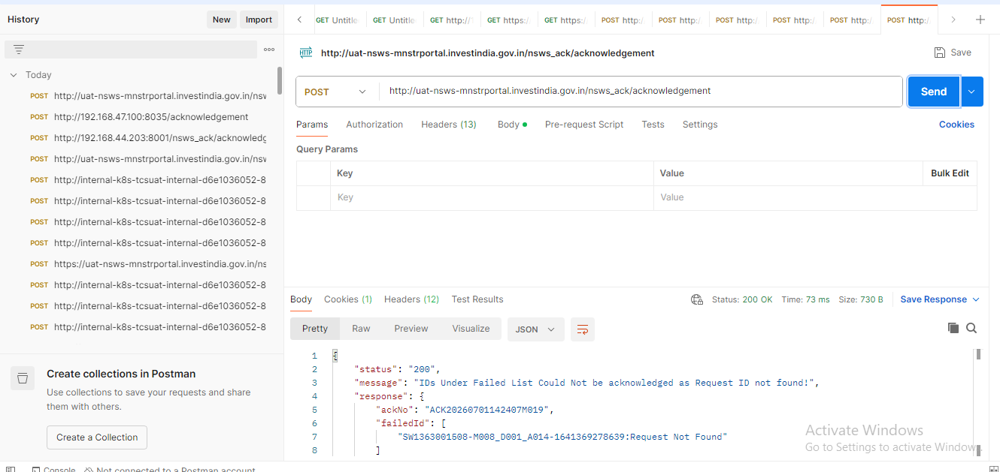 History
New
Import
GET Untitle
GET Untitle
GET http://
GET https:/
GET https:/
POST http:/
POST http:/
POST http:/
POST http:/
POST http:/
POST http:/
HTTP
http://uat-nsws-mnstrportal.investindia.gov.in/nsws_ack/acknowledgement
Save
Today
POST http://uat-nsws-mnstrportal.investindia.gov.in/nsw
POST http://192.168.47.100:8035/acknowledgement
POST http://192.168.44.203:8001/nsws_ack/acknowledg
POST http://uat-nsws-mnstrportal.investindia.gov.in/nsw
POST http://internal-k8s-tcsuat-internal-d6e1036052-8
POST http://internal-k8s-tcsuat-internal-d6e1036052-8
POST http://internal-k8s-tcsuat-internal-d6e1036052-8
POST http://internal-k8s-tcsuat-internal-d6e1036052-8
POST https://uat-nsws-mnstrportal.investindia.gov.in/ns
POST http://internal-k8s-tcsuat-internal-d6e1036052-8
POST http://internal-k8s-tcsuat-internal-d6e1036052-8
POST http://internal-k8s-tcsuat-internal-d6e1036052-8
Create collections in Postman
Use collections to save your requests and share
them with others.
Create a Collection
POST
http://uat-nsws-mnstrportal.investindia.gov.in/nsws_ack/acknowledgement
Send
Params Authorization Headers (13) Body Pre-request Script Tests Settings Cookies
Query Params
Key Value Bulk Edit
Key Value
Body Cookies (1) Headers (12) Test Results Status: 200 OK Time: 73 ms Size: 730 B Save Response
Pretty Raw Preview Visualize JSON
1 {
2 "status": "200",
3 "message": "IDs Under Failed List Could Not be acknowledged as Request ID not found!",
4 "response": {
5 "ackNo": "ACK20260701142407M019",
6 "failedId": [
7 "SW1363001508-M008_D001_A014-1641369278639:Request Not Found"
8 ]
Activate Windows
Go to Settings to activate Windows.
Console Not connected to a Postman account